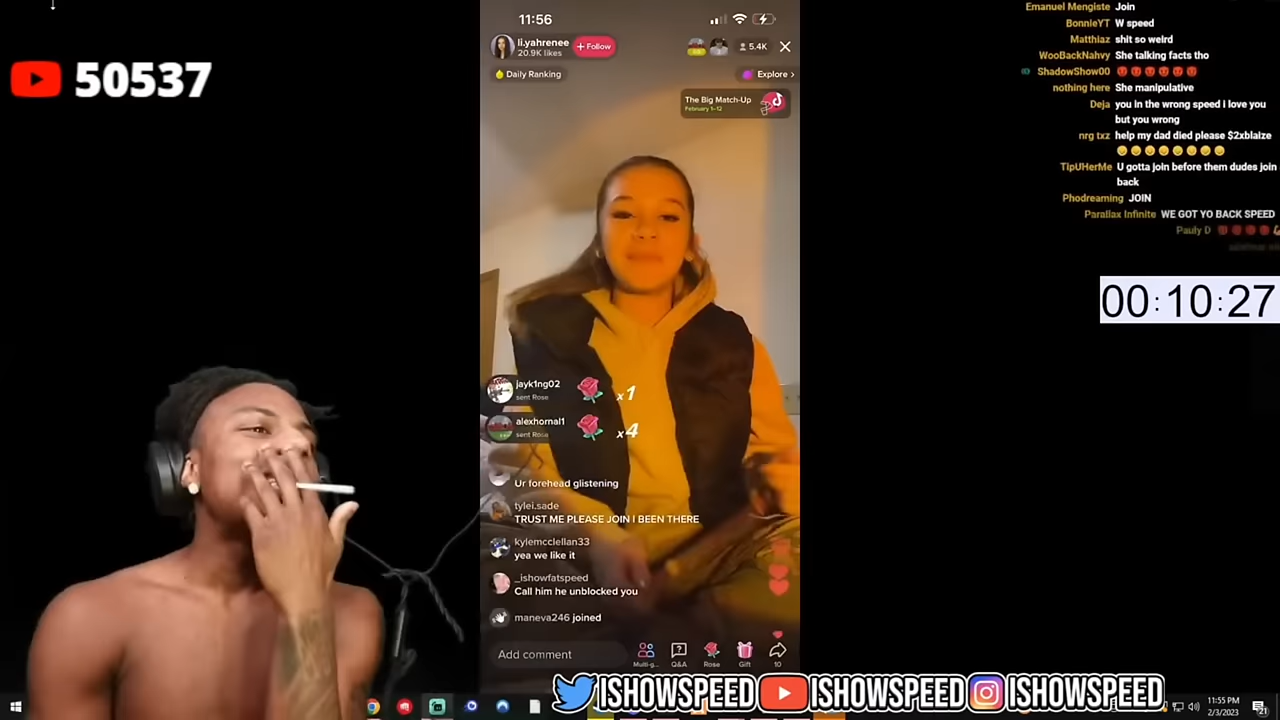 50537
11:56
li.yahrenee
20.9K likes
+ Follow
5.4K
Daily Ranking
Explore >
The Big Match-Up
February 1-12
jayk1ng02
sent Rose
x1
alexhornal1
sent Rose
x4
Ur forehead glistening
tylei.sade
TRUST ME PLEASE JOIN I BEEN THERE
kylemcclellan33
yea we like it
_ishowfatspeed
Call him he unblocked you
maneva246 joined
Add comment
Multi-g...
Q&A
Rose
Gift
10
Emanuel Mengiste Join
BonnieYT W speed
Matthiaz shit so weird
WooBackNahvy She talking facts tho
ShadowShow00
nothing here She manipulative
Deja you in the wrong speed i love you
but you wrong
nrg txz help my dad died please $2xblaize
TipUHerMe U gotta join before them dudes join
back
Phodreaming JOIN
Parallax Infinite WE GOT YO BACK SPEED
Pauly D
00:10:27
ISHOWSPEED ISHOWSPEED ISHOWSPEED
11:55 PM
2/3/2023